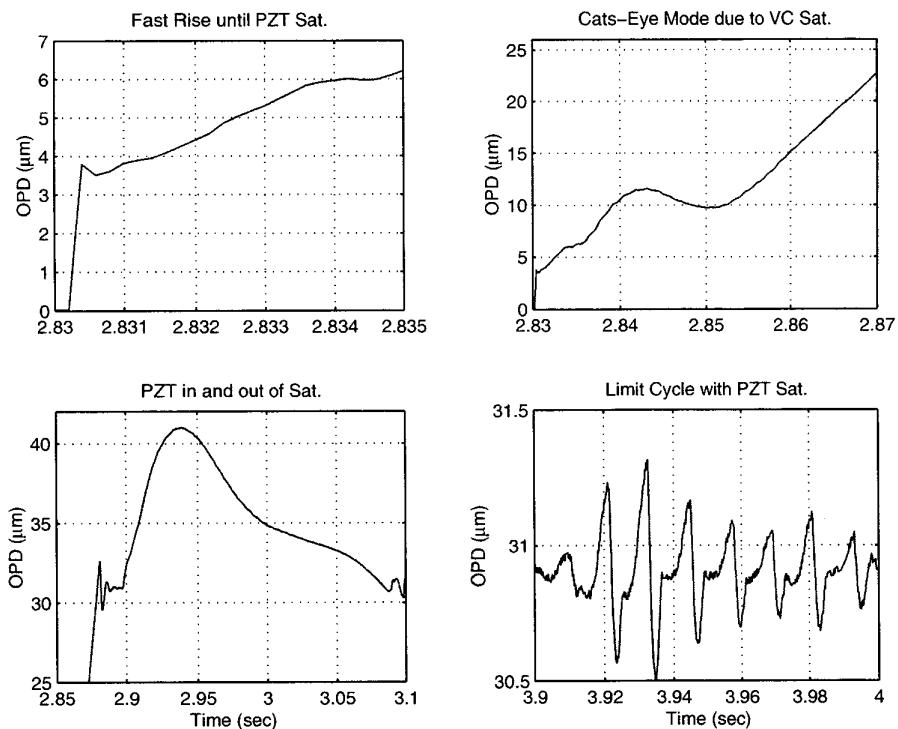 Fast Rise until PZT Sat.
7
6
5
4
3
2
1
0
OPD (μm)
2.83 2.831 2.832 2.833 2.834 2.835
Cats-Eye Mode due to VC Sat.
25
20
15
10
5
0
OPD (μm)
2.83 2.84 2.85 2.86 2.87
PZT in and out of Sat.
40
35
30
25
OPD (μm)
2.85 2.9 2.95 3 3.05 3.1
Time (sec)
Limit Cycle with PZT Sat.
31.5
31
30.5
OPD (μm)
3.9 3.92 3.94 3.96 3.98 4
Time (sec)